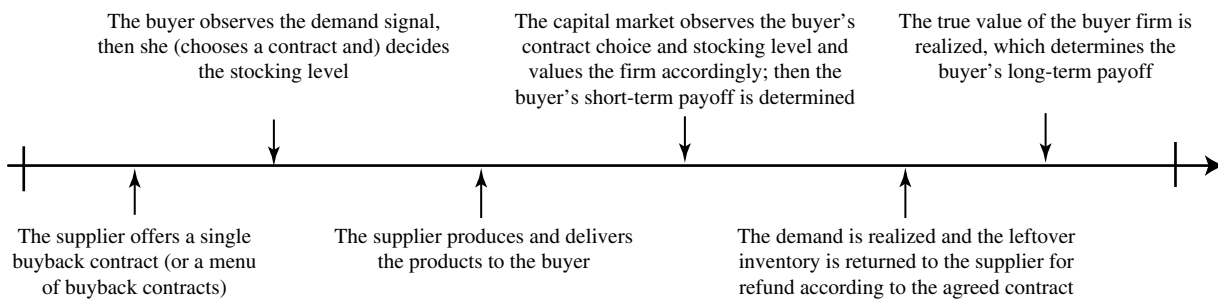 The buyer observes the demand signal,
then she (chooses a contract and) decides
the stocking level
The capital market observes the buyer's
contract choice and stocking level and
values the firm accordingly; then the
buyer's short-term payoff is determined
The true value of the buyer firm is
realized, which determines the
buyer's long-term payoff
The supplier offers a single
buyback contract (or a menu
of buyback contracts)
The supplier produces and delivers
the products to the buyer
The demand is realized and the leftover
inventory is returned to the supplier for
refund according to the agreed contract